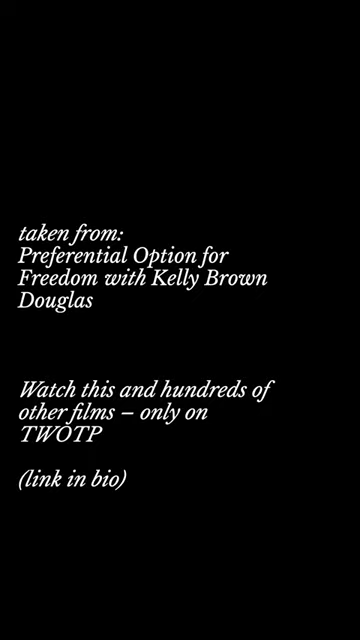 taken from:
Preferential Option for
Freedom with Kelly Brown
Douglas
Watch this and hundreds of
other films – only on
TWOTP
(link in bio)